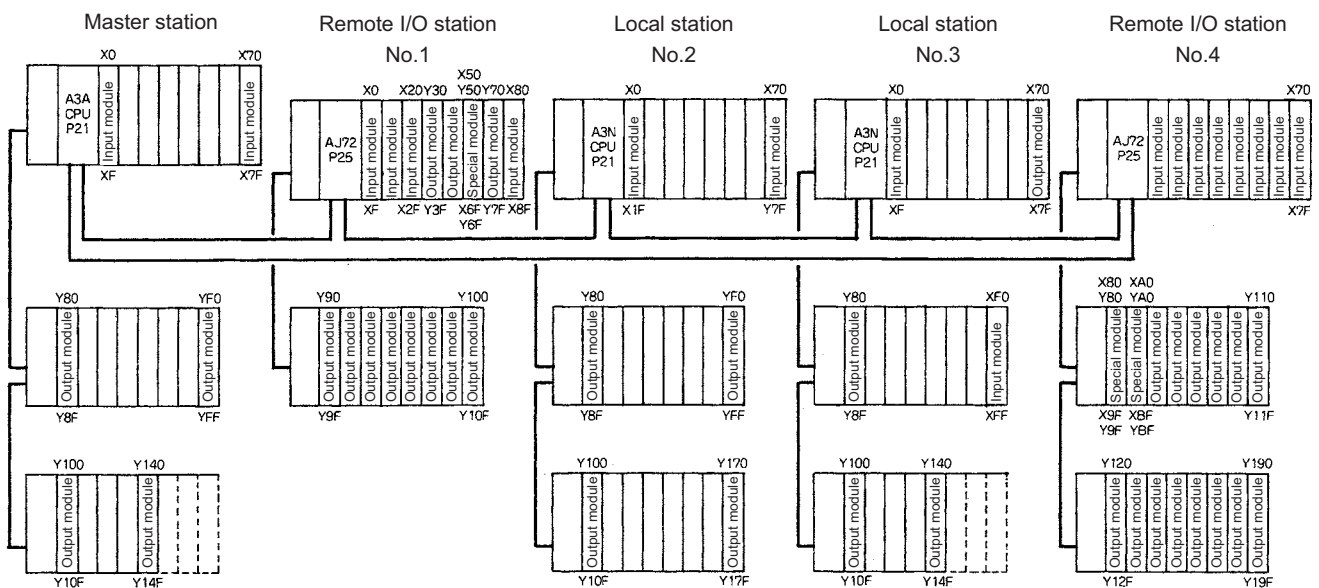 Master station
Remote I/O station
No.1
Local station
No.2
Local station
No.3
Remote I/O station
No.4
X0 X70
A3A
CPU
P21
Input module
Input module
XF X7F
X50
X0 X20 Y30 Y50 Y70 X80
AJ72
P25
Input module
Input module
Input module
Output module
Output module
Special module
Output module
Input module
XF X2F Y3F X6F Y7F X8F
Y6F
X0 X70
A3N
CPU
P21
Input module
Input module
X1F Y7F
X0 X70
A3N
CPU
P21
Input module
Output module
XF X7F
X70
AJ72
P25
Input module
Input module
Input module
Input module
Input module
Input module
Input module
Input module
X7F
Y80 YF0
Output module
Output module
Y8F YFF
Y90 Y100
Output module
Output module
Output module
Output module
Output module
Output module
Output module
Output module
Y9F Y10F
Y80 YF0
Output module
Output module
Y8F YFF
Y80 XF0
Output module
Input module
Y8F XFF
X80 XA0
Y80 YA0 Y110
Special module
Special module
Output module
Output module
Output module
Output module
Output module
Output module
X9F XBF Y11F
Y9F YBF
Y100 Y140
Output module
Output module
Y10F Y14F
Y100 Y170
Output module
Output module
Y10F Y17F
Y100 Y140
Output module
Output module
Y10F Y14F
Y120 Y190
Output module
Output module
Output module
Output module
Output module
Output module
Output module
Output module
Y12F Y19F